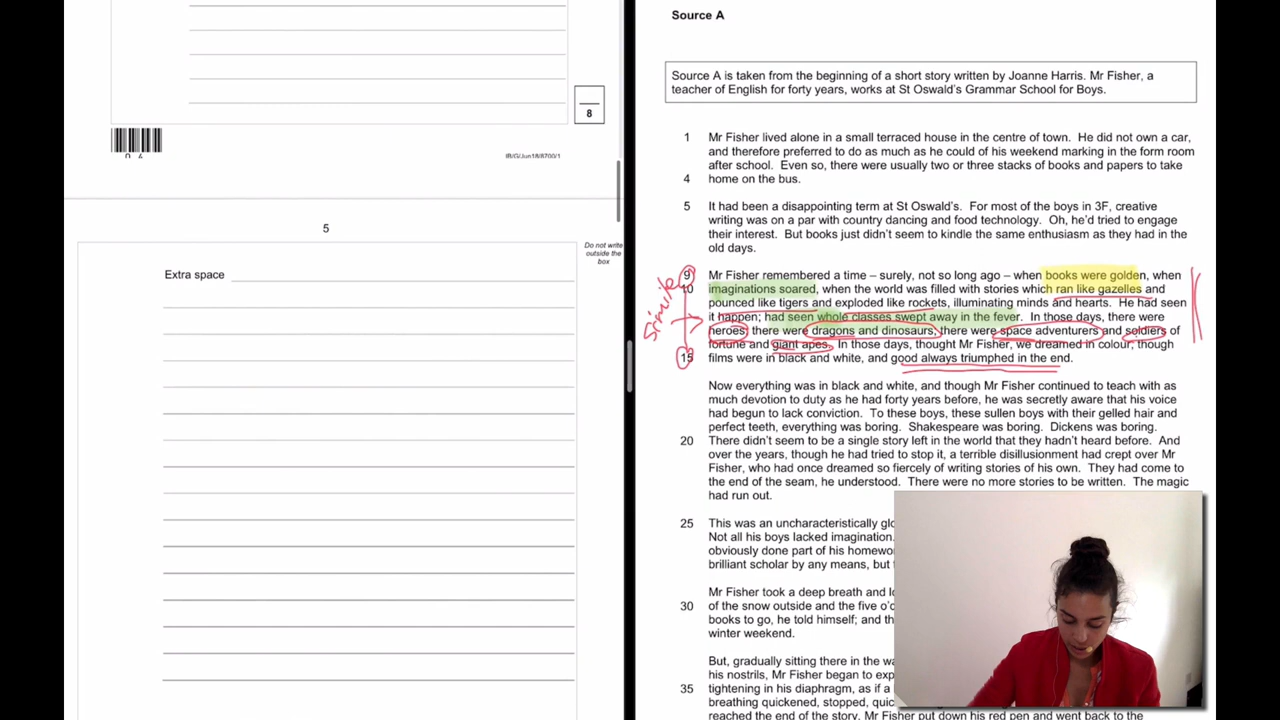 8
IB/G/Jun18/8700/1
5
Do not write
outside the
box
Extra space
Source A
Source A is taken from the beginning of a short story written by Joanne Harris. Mr Fisher, a
teacher of English for forty years, works at St Oswald's Grammar School for Boys.
1 Mr Fisher lived alone in a small terraced house in the centre of town. He did not own a car,
and therefore preferred to do as much as he could of his weekend marking in the form room
after school. Even so, there were usually two or three stacks of books and papers to take
4 home on the bus.
5 It had been a disappointing term at St Oswald's. For most of the boys in 3F, creative
writing was on a par with country dancing and food technology. Oh, he'd tried to engage
their interest. But books just didn't seem to kindle the same enthusiasm as they had in the
old days.
9 Mr Fisher remembered a time – surely, not so long ago – when books were golden, when
10 imaginations soared, when the world was filled with stories which ran like gazelles and
pounced like tigers and exploded like rockets, illuminating minds and hearts. He had seen
it happen; had seen whole classes swept away in the fever. In those days, there were
heroes; there were dragons and dinosaurs; there were space adventurers and soldiers of
fortune and giant apes. In those days, thought Mr Fisher, we dreamed in colour, though
15 films were in black and white, and good always triumphed in the end.
Simile
Now everything was in black and white, and though Mr Fisher continued to teach with as
much devotion to duty as he had forty years before, he was secretly aware that his voice
had begun to lack conviction. To these boys, these sullen boys with their gelled hair and
perfect teeth, everything was boring. Shakespeare was boring. Dickens was boring.
20 There didn't seem to be a single story left in the world that they hadn't heard before. And
over the years, though he had tried to stop it, a terrible disillusionment had crept over Mr
Fisher, who had once dreamed so fiercely of writing stories of his own. They had come to
the end of the seam, he understood. There were no more stories to be written. The magic
had run out.
25 This was an uncharacteristically
Not all his boys lacked imagination.
obviously done part of his
brilliant scholar by any means, but
Mr Fisher took a deep breath and
30 of the snow outside and the five
books to go, he told himself; and
winter weekend.
But, gradually sitting there in the
his nostrils, Mr Fisher began to
35 tightening in his diaphragm, as if a
breathing quickened, stopped,
reached the end of the story, Mr Fisher put down his red pen and went back to the